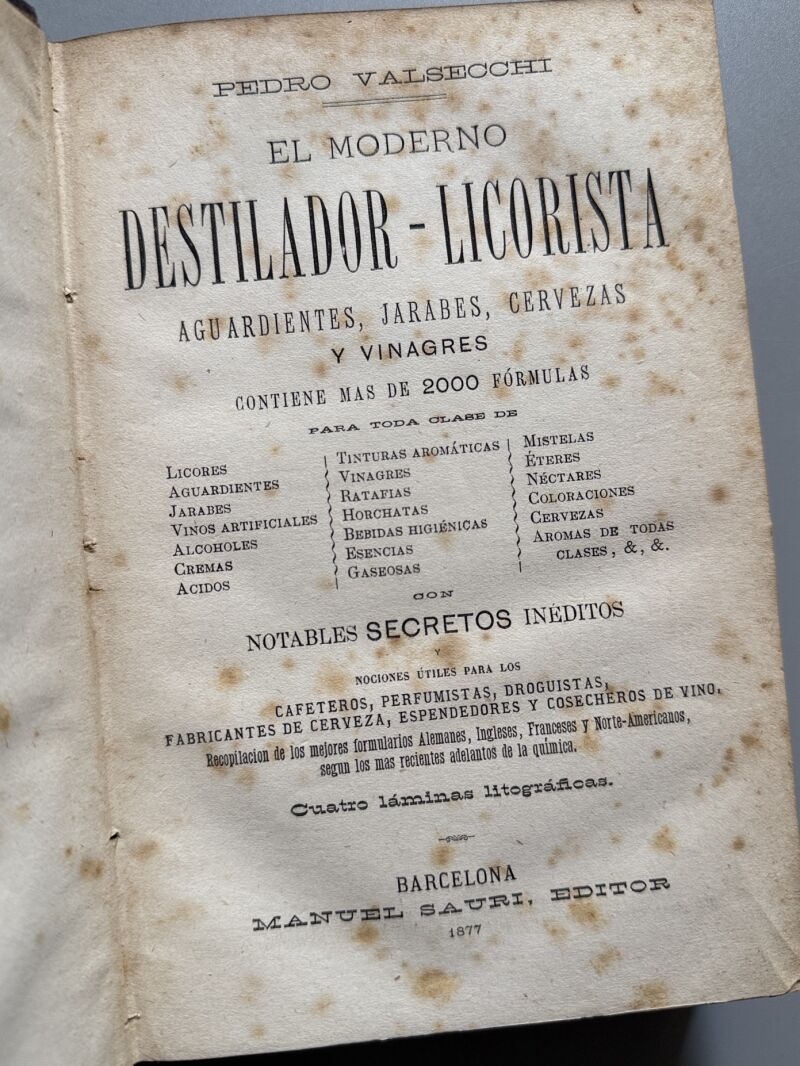 PEDRO VALSECCHI
EL MODERNO
DESTILADOR - LICORISTA
AGUARDIENTES, JARABES, CERVEZAS
Y VINAGRES
CONTIENE MAS DE 2000 FÓRMULAS
PARA TODA CLASE DE
LICORES
AGUARDIENTES
JARABES
VINOS ARTIFICIALES
ALCOHOLES
CREMAS
ACIDOS
TINTURAS AROMÁTICAS
VINAGRES
RATAFIAS
HORCHATAS
BEBIDAS HIGIÉNICAS
ESENCIAS
GASEOSAS
MISTELAS
ÉTERES
NÉCTARES
COLORACIONES
CERVEZAS
AROMAS DE TODAS
CLASES, &, &.
CON
NOTABLES SECRETOS INÉDITOS
Y
NOCIONES ÚTILES PARA LOS
CAFETEROS, PERFUMISTAS, DROGUISTAS,
FABRICANTES DE CERVEZA, ESPENDEDORES Y COSECHEROS DE VINO.
Recopilacion de los mejores formularios Alemanes, Ingleses, Franceses y Norte-Americanos,
segun los mas recientes adelantos de la química.
Cuatro láminas litográficas.
BARCELONA
MANUEL SAURI, EDITOR
1877